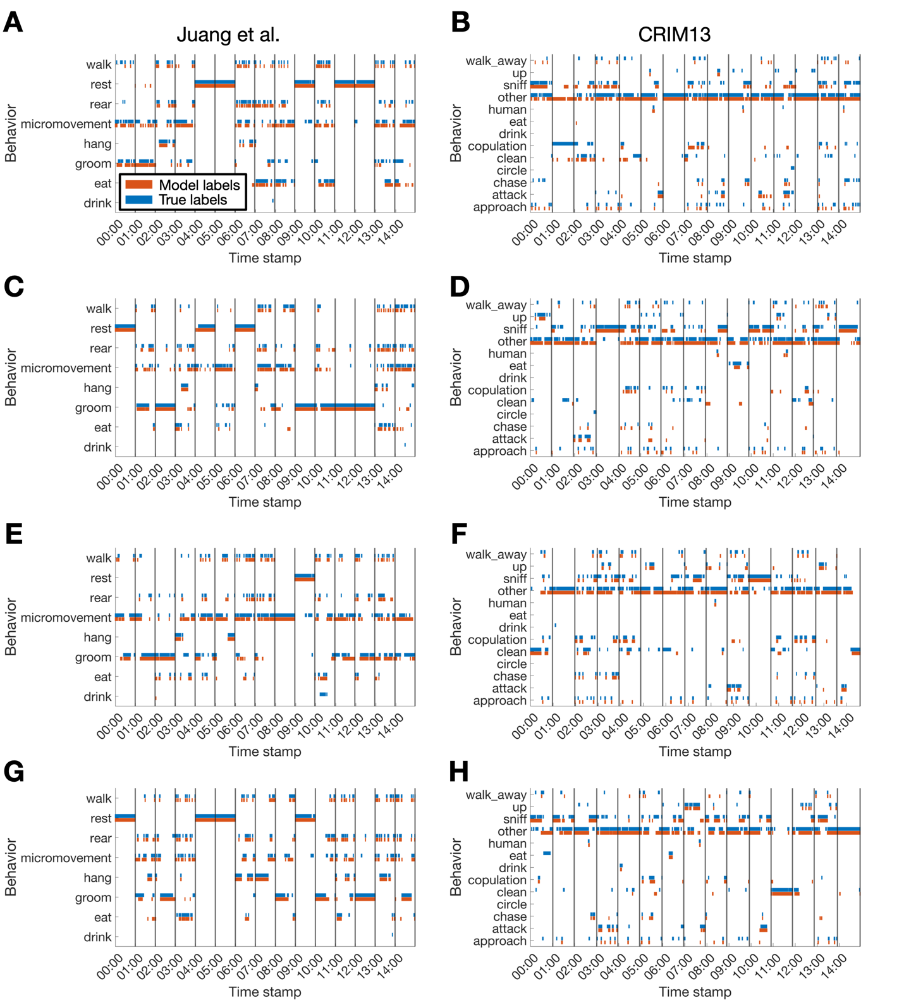 A
Juang et al.
Behavior
walk
rest
rear
micromovement
hang
groom
eat
drink
Model labels
True labels
00:00 01:00 02:00 03:00 04:00 05:00 06:00 07:00 08:00 09:00 10:00 11:00 12:00 13:00 14:00
Time stamp
B
CRIM13
Behavior
walk_away
up
sniff
other
human
eat
drink
copulation
clean
circle
chase
attack
approach
00:00 01:00 02:00 03:00 04:00 05:00 06:00 07:00 08:00 09:00 10:00 11:00 12:00 13:00 14:00
Time stamp
C
Behavior
walk
rest
rear
micromovement
hang
groom
eat
drink
00:00 01:00 02:00 03:00 04:00 05:00 06:00 07:00 08:00 09:00 10:00 11:00 12:00 13:00 14:00
Time stamp
D
Behavior
walk_away
up
sniff
other
human
eat
drink
copulation
clean
circle
chase
attack
approach
00:00 01:00 02:00 03:00 04:00 05:00 06:00 07:00 08:00 09:00 10:00 11:00 12:00 13:00 14:00
Time stamp
E
Behavior
walk
rest
rear
micromovement
hang
groom
eat
drink
00:00 01:00 02:00 03:00 04:00 05:00 06:00 07:00 08:00 09:00 10:00 11:00 12:00 13:00 14:00
Time stamp
F
Behavior
walk_away
up
sniff
other
human
eat
drink
copulation
clean
circle
chase
attack
approach
00:00 01:00 02:00 03:00 04:00 05:00 06:00 07:00 08:00 09:00 10:00 11:00 12:00 13:00 14:00
Time stamp
G
Behavior
walk
rest
rear
micromovement
hang
groom
eat
drink
00:00 01:00 02:00 03:00 04:00 05:00 06:00 07:00 08:00 09:00 10:00 11:00 12:00 13:00 14:00
Time stamp
H
Behavior
walk_away
up
sniff
other
human
eat
drink
copulation
clean
circle
chase
attack
approach
00:00 01:00 02:00 03:00 04:00 05:00 06:00 07:00 08:00 09:00 10:00 11:00 12:00 13:00 14:00
Time stamp